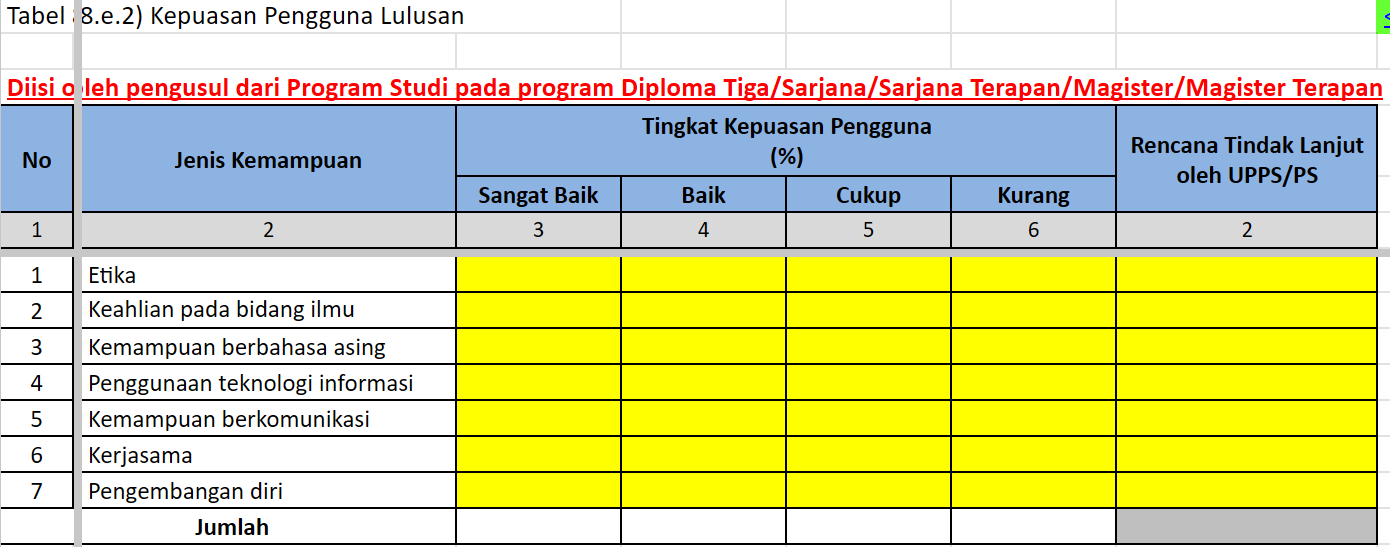 Tabel 8.e.2) Kepuasan Pengguna Lulusan
Diisi oleh pengusul dari Program Studi pada program Diploma Tiga/Sarjana/Sarjana Terapan/Magister/Magister Terapan
No Jenis Kemampuan Tingkat Kepuasan Pengguna
(%)
Rencana Tindak Lanjut
oleh UPPS/PS
Sangat Baik Baik Cukup Kurang
1 2 3 4 5 6 2
1 Etika
2 Keahlian pada bidang ilmu
3 Kemampuan berbahasa asing
4 Penggunaan teknologi informasi
5 Kemampuan berkomunikasi
6 Kerjasama
7 Pengembangan diri
Jumlah